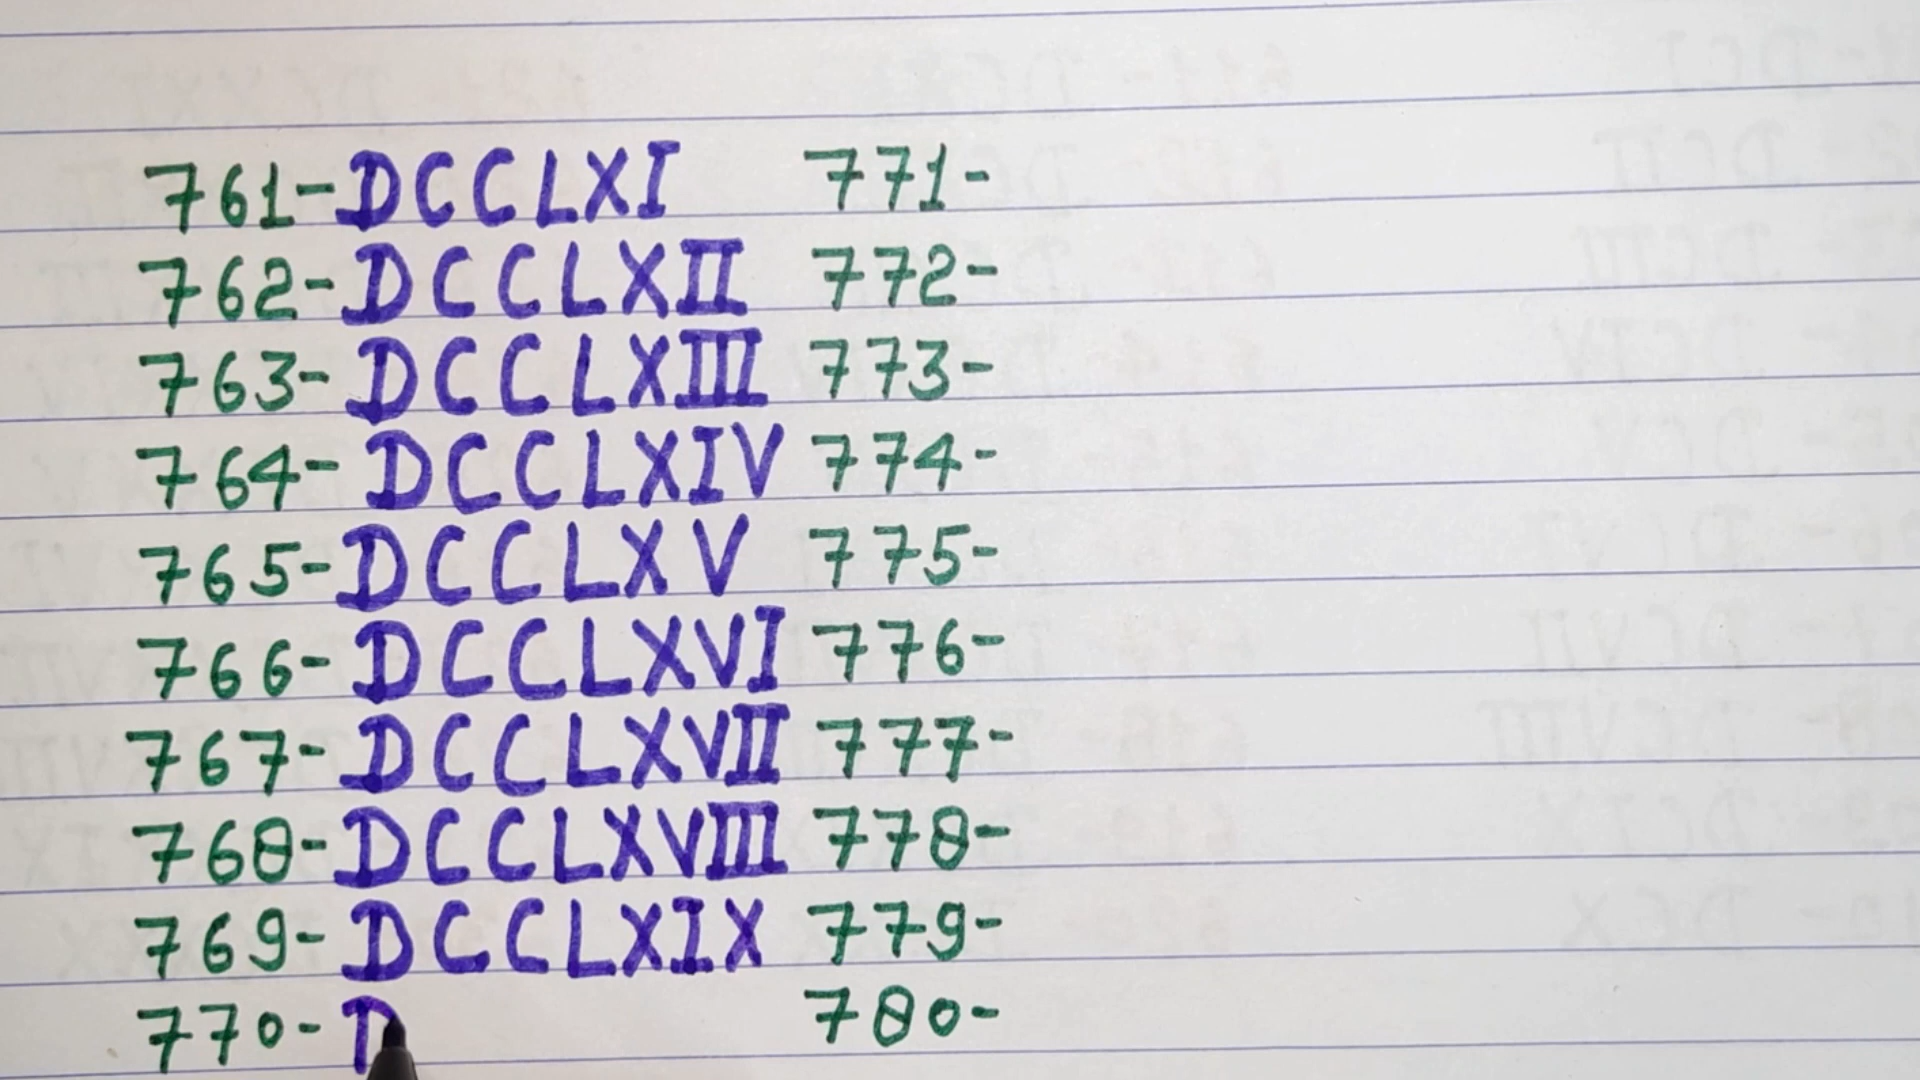 761-DCCLXI 771-
762-DCCLXII 772-
763-DCCLXIII 773-
764-DCCLXIV 774-
765-DCCLXV 775-
766-DCCLXVI 776-
767-DCCLXVII 777-
768-DCCLXVIII 778-
769-DCCLXIX 779-
770-D 780-